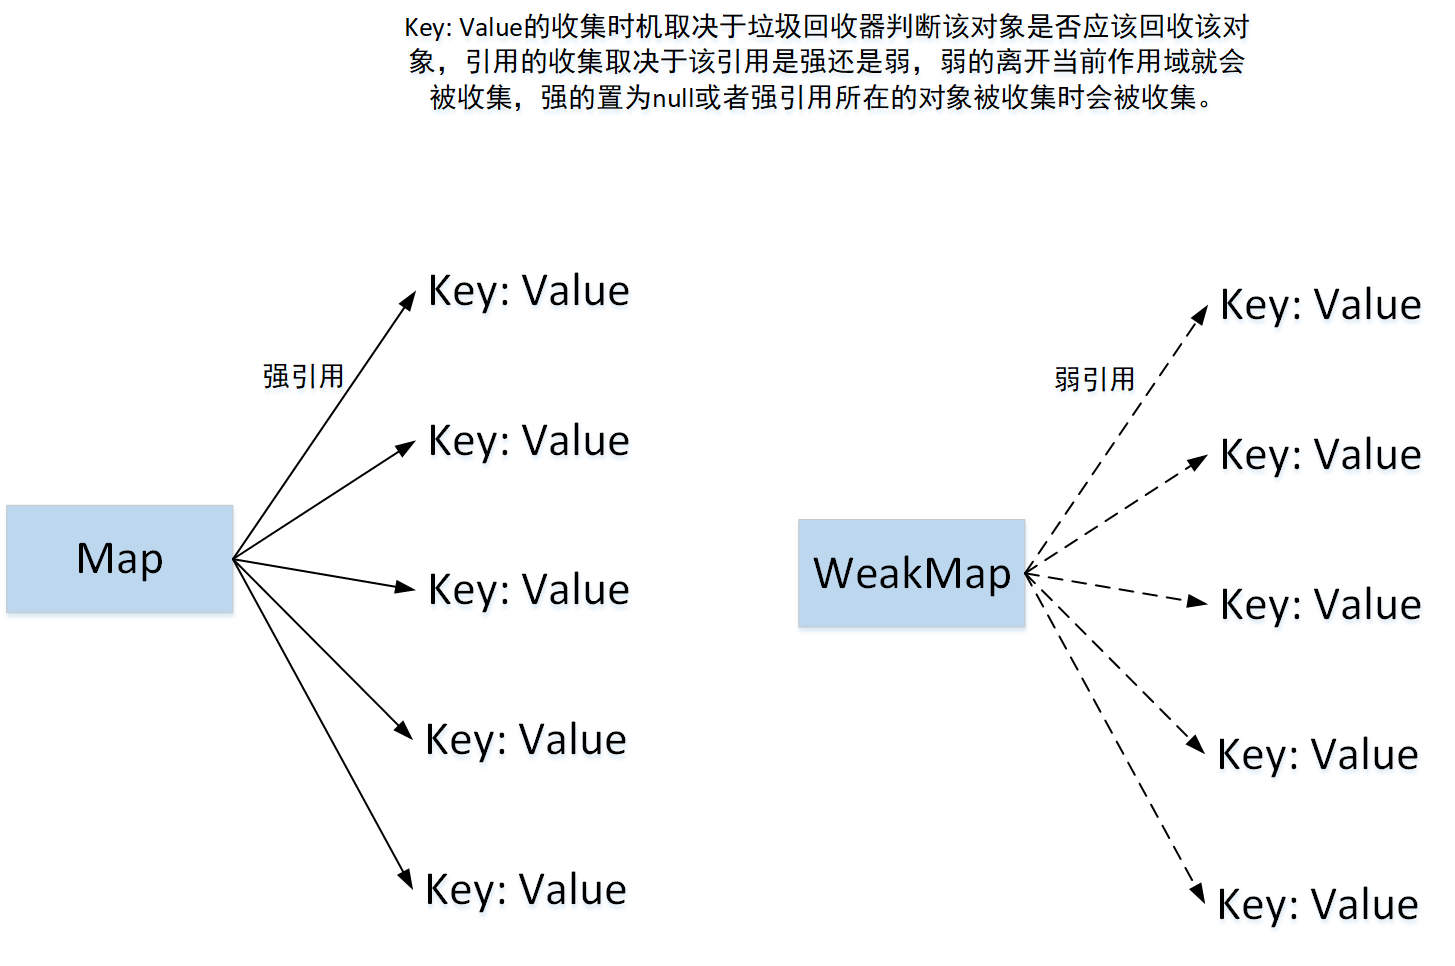 Key: Value的收集时机取决于垃圾回收器判断该对象是否应该回收该对
象，引用的收集取决于该引用是强还是弱，弱的离开当前作用域就会
被收集，强的置为null或者强引用所在的对象被收集时会被收集。
Key: Value
强引用
Key: Value
Map
Key: Value
Key: Value
Key: Value
Key: Value
弱引用
Key: Value
WeakMap
Key: Value
Key: Value
Key: Value